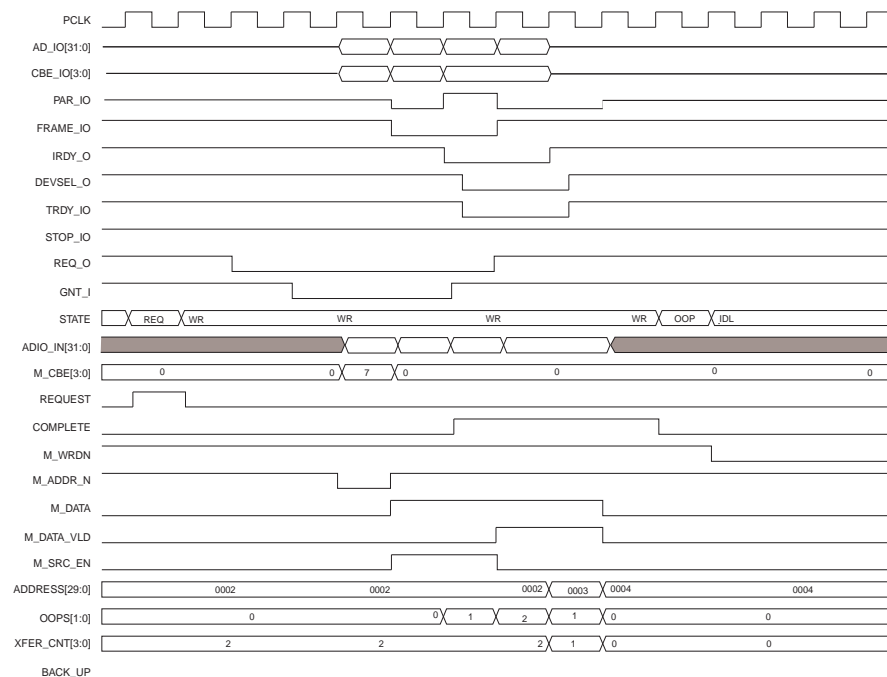 PCLK
AD_IO[31:0]
CBE_IO[3:0]
PAR_IO
FRAME_IO
IRDY_O
DEVSEL_O
TRDY_IO
STOP_IO
REQ_O
GNT_I
STATE REQ WR WR WR WR OOP IDL
ADIO_IN[31:0]
M_CBE[3:0] 0 0 7 0 0 0 0
REQUEST
COMPLETE
M_WRDN
M_ADDR_N
M_DATA
M_DATA_VLD
M_SRC_EN
ADDRESS[29:0] 0002 0002 0002 0003 0004 0004
OOPS[1:0] 0 0 1 2 1 0 0
XFER_CNT[3:0] 2 2 2 1 0 0
BACK_UP